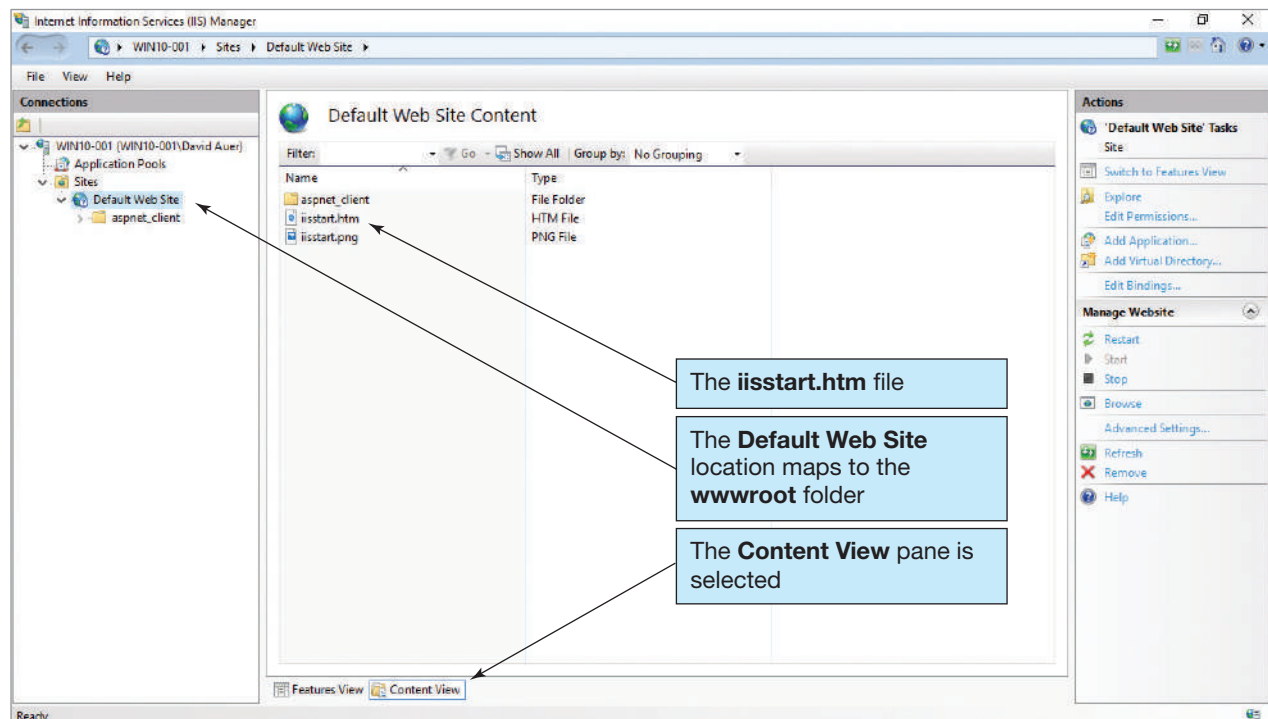 Internet Information Services (IIS) Manager
WIN10-001 Sites Default Web Site
File View Help
Connections
WIN10-001 (WIN10-001\David Auer)
Application Pools
Sites
Default Web Site
aspnet_client
Default Web Site Content
Filter: Go Show All Group by: No Grouping
Name Type
aspnet_client File Folder
iisstart.htm HTM File
iisstart.png PNG File
The iisstart.htm file
The Default Web Site
location maps to the
wwwroot folder
The Content View pane is
selected
Features View Content View
Ready
Actions
'Default Web Site' Tasks
Site
Switch to Features View
Explore
Edit Permissions...
Add Application...
Add Virtual Directory...
Edit Bindings...
Manage Website
Restart
Start
Stop
Browse
Advanced Settings...
Refresh
Remove
Help